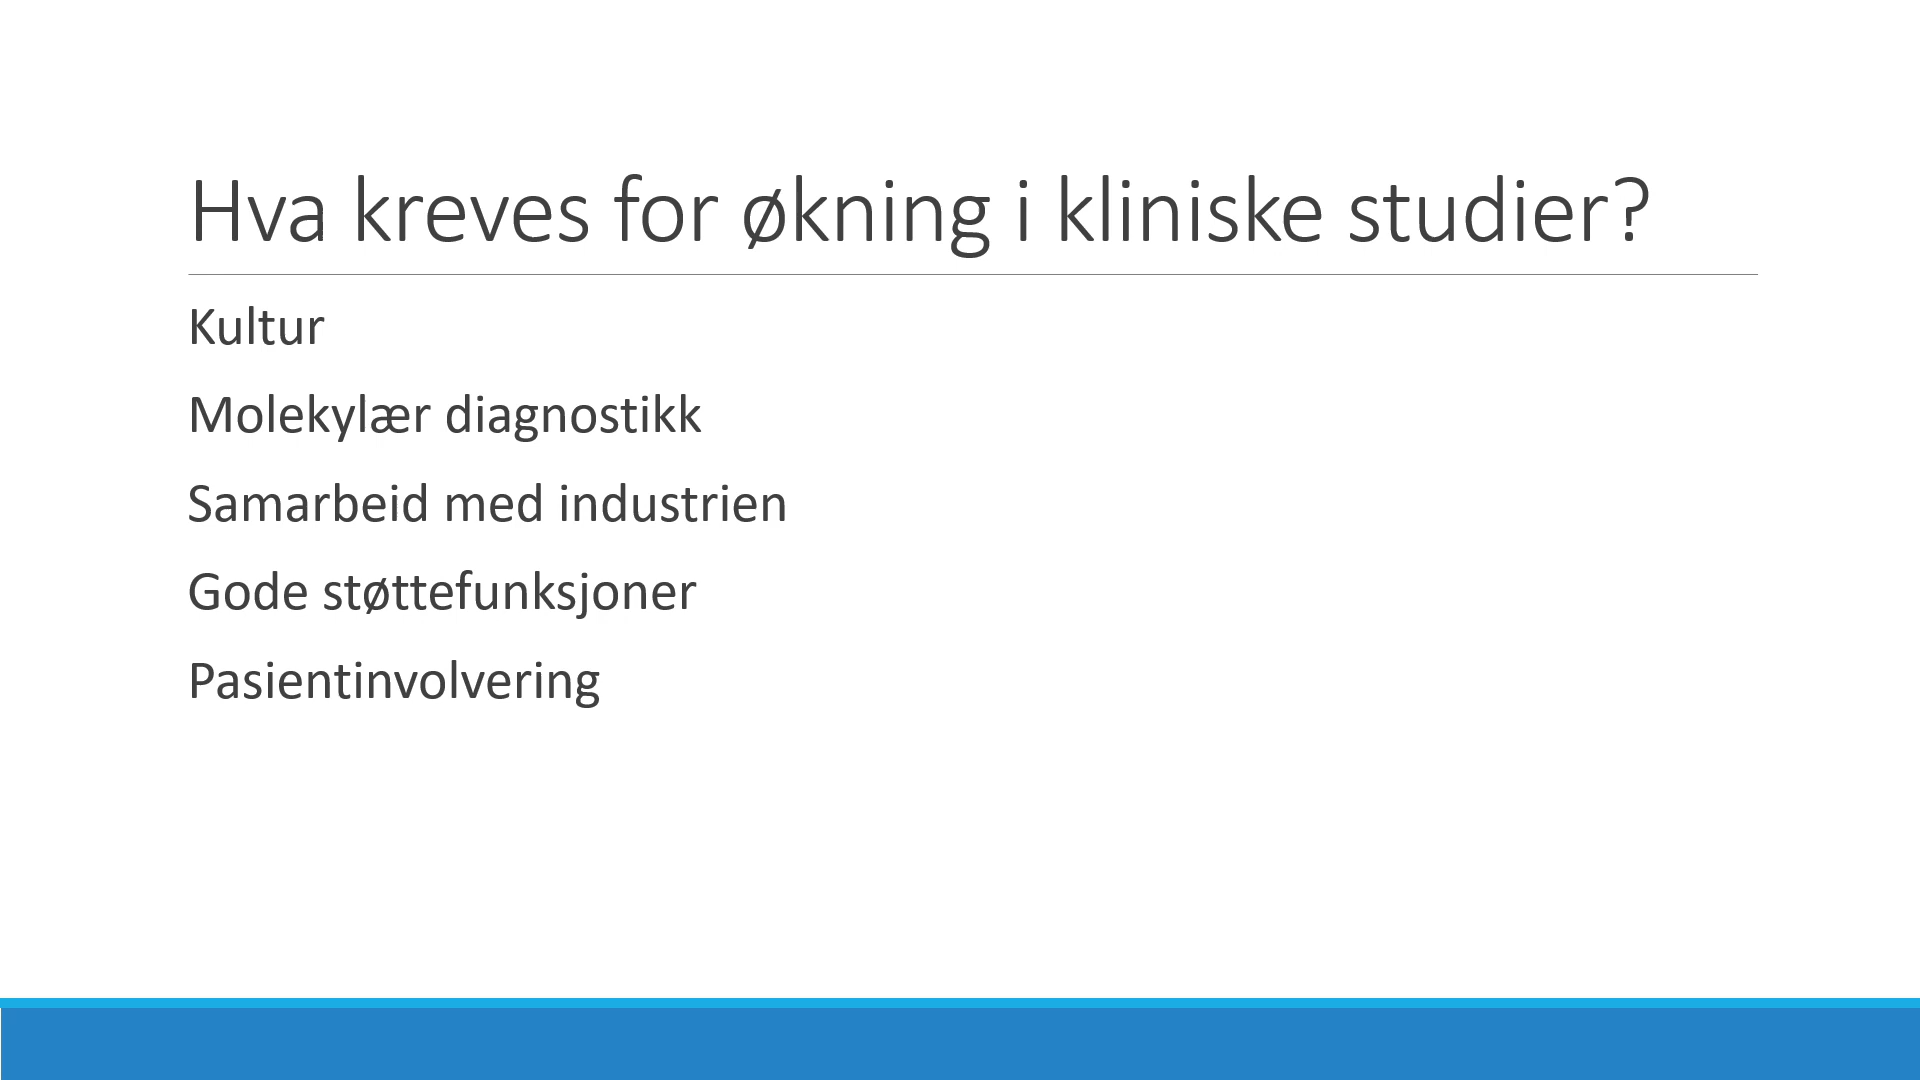 Hva kreves for økning i kliniske studier?
Kultur
Molekylær diagnostikk
Samarbeid med industrien
Gode støttefunksjoner
Pasientinvolvering